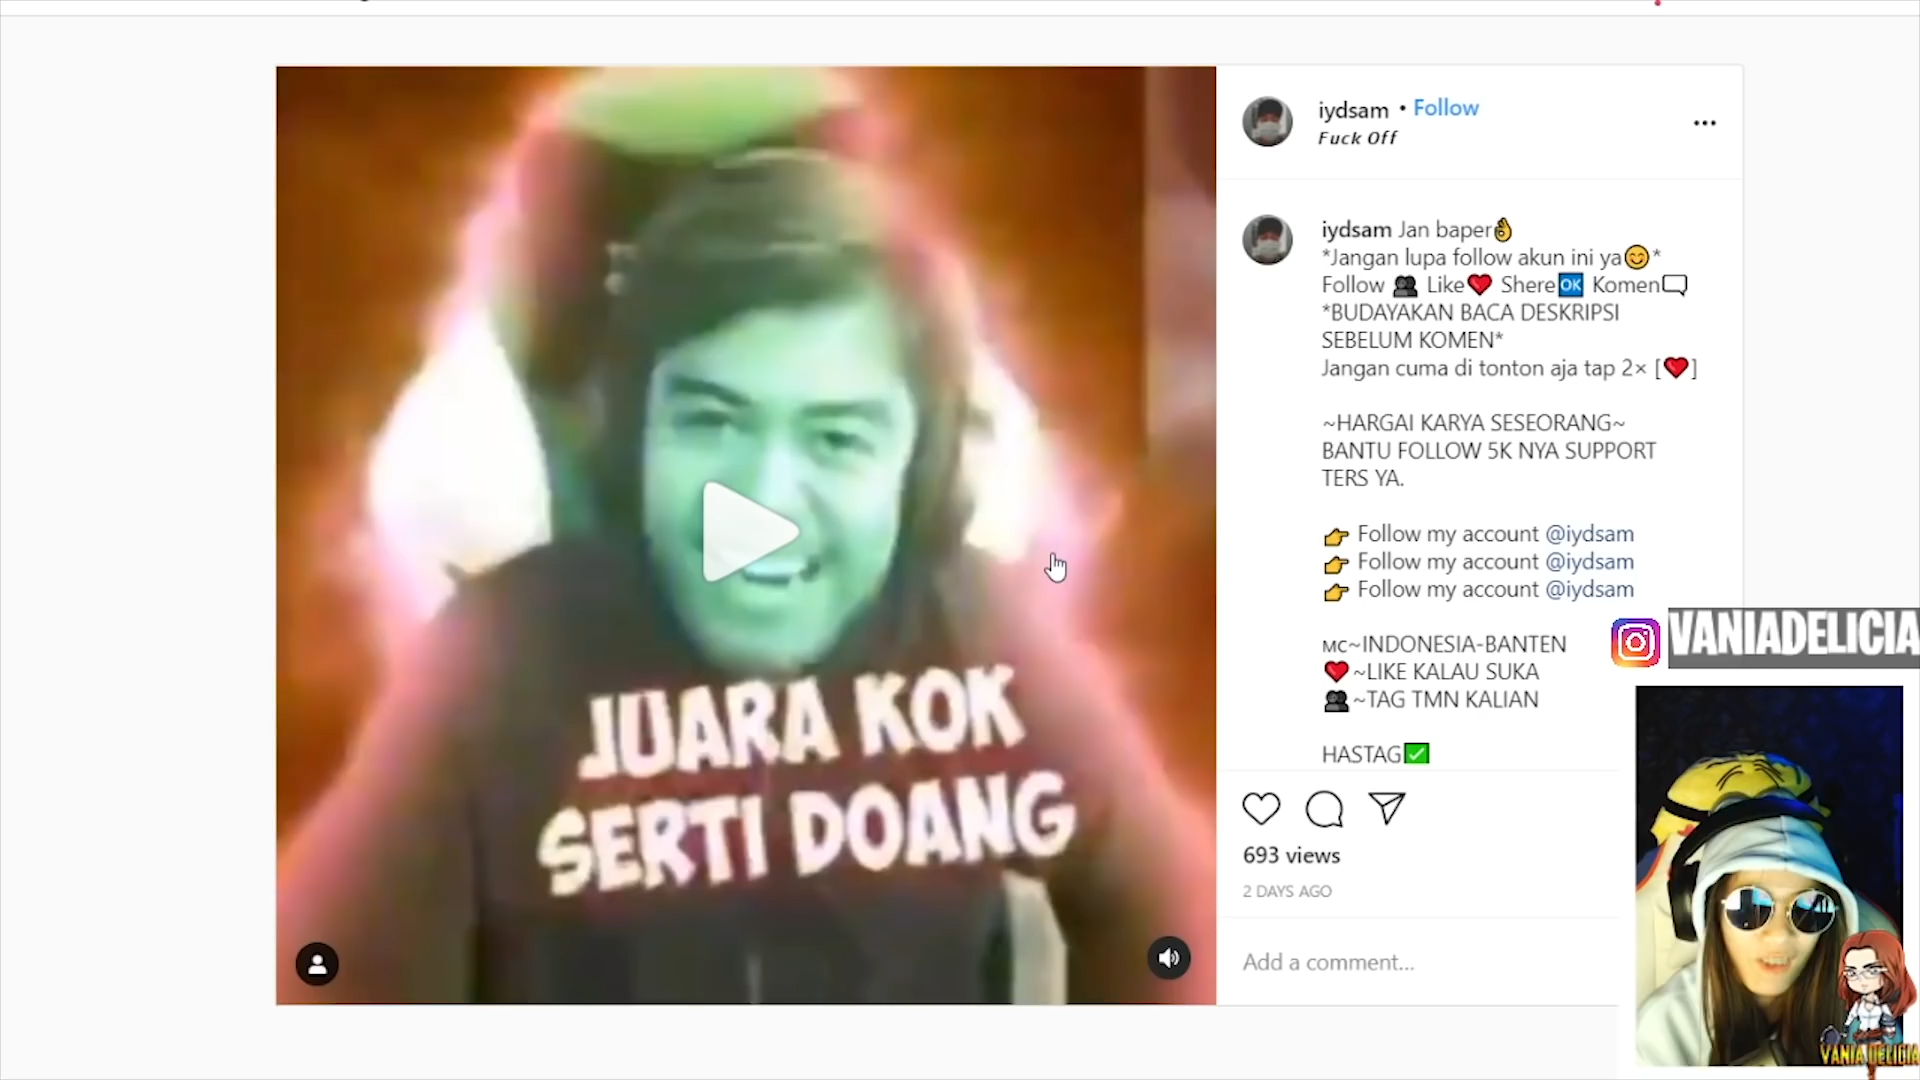 iydsam • Follow
Fuck Off
iydsam Jan baper👌
*Jangan lupa follow akun ini ya😊*
Follow 👥 Like❤️ Shere🆗 Komen🗨️
*BUDAYAKAN BACA DESKRIPSI
SEBELUM KOMEN*
Jangan cuma di tonton aja tap 2× [❤️]
~HARGAI KARYA SESEORANG~
BANTU FOLLOW 5K NYA SUPPORT
TERS YA.
👉 Follow my account @iydsam
👉 Follow my account @iydsam
👉 Follow my account @iydsam
ᴍᴄ~INDONESIA-BANTEN
❤️~LIKE KALAU SUKA
👥~TAG TMN KALIAN
HASTAG✅
693 views
2 DAYS AGO
Add a comment...
JUARA KOK
SERTI DOANG
VANIADELICIA
VANIA DELICIA